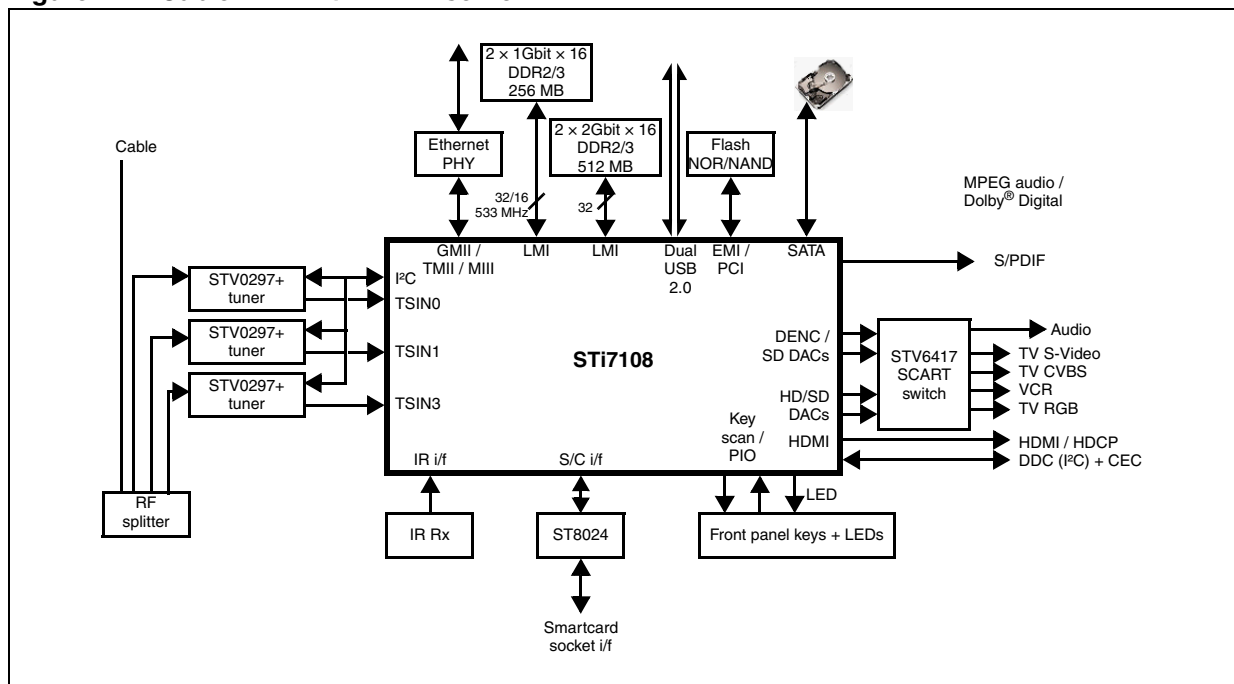 2 × 1Gbit × 16
DDR2/3
256 MB
2 × 2Gbit × 16
DDR2/3
512 MB
Ethernet
PHY
Flash
NOR/NAND
Cable
MPEG audio /
Dolby® Digital
32/16
533 MHz
32
GMII /
TMII / MIII
LMI
LMI
Dual
USB
2.0
EMI /
PCI
SATA
S/PDIF
STV0297+
tuner
I²C
TSIN0
STV0297+
tuner
TSIN1
STV0297+
tuner
TSIN3
STi7108
DENC /
SD DACs
HD/SD
DACs
HDMI
STV6417
SCART
switch
Audio
TV S-Video
TV CVBS
VCR
TV RGB
HDMI / HDCP
DDC (I²C) + CEC
Key
scan /
PIO
IR i/f
S/C i/f
LED
RF
splitter
IR Rx
ST8024
Front panel keys + LEDs
Smartcard
socket i/f